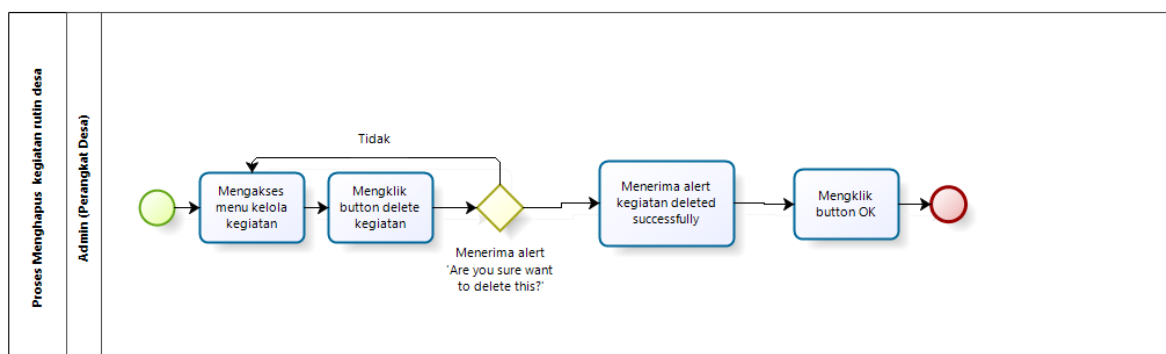 Proses Menghapus kegiatan rutin desa
Admin (Perangkat Desa)
Tidak
Mengakses
menu kelola
kegiatan
Mengklik
button delete
kegiatan
Menerima alert
'Are you sure want
to delete this?'
Menerima alert
kegiatan deleted
successfully
Mengklik
button OK